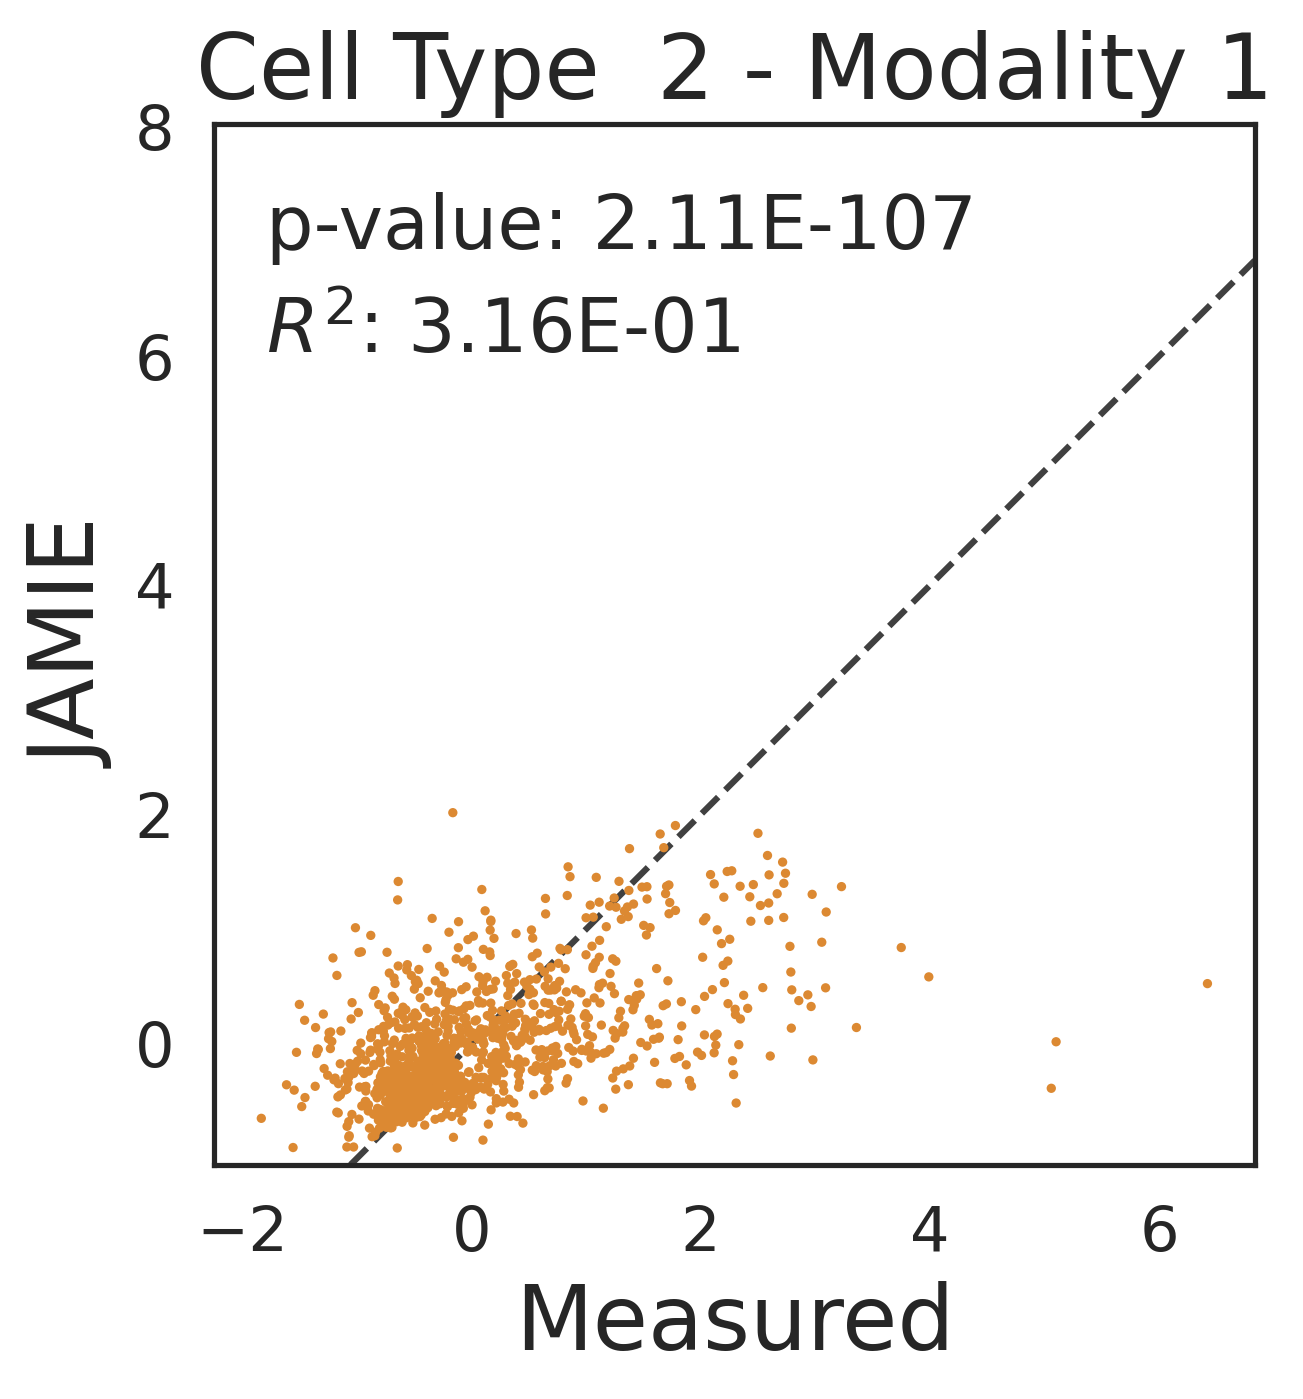 Cell Type  2 - Modality 1
8
p-value: 2.11E-107
R²: 3.16E-01
6
4
JAMIE
2
0
−2 0 2 4 6
Measured